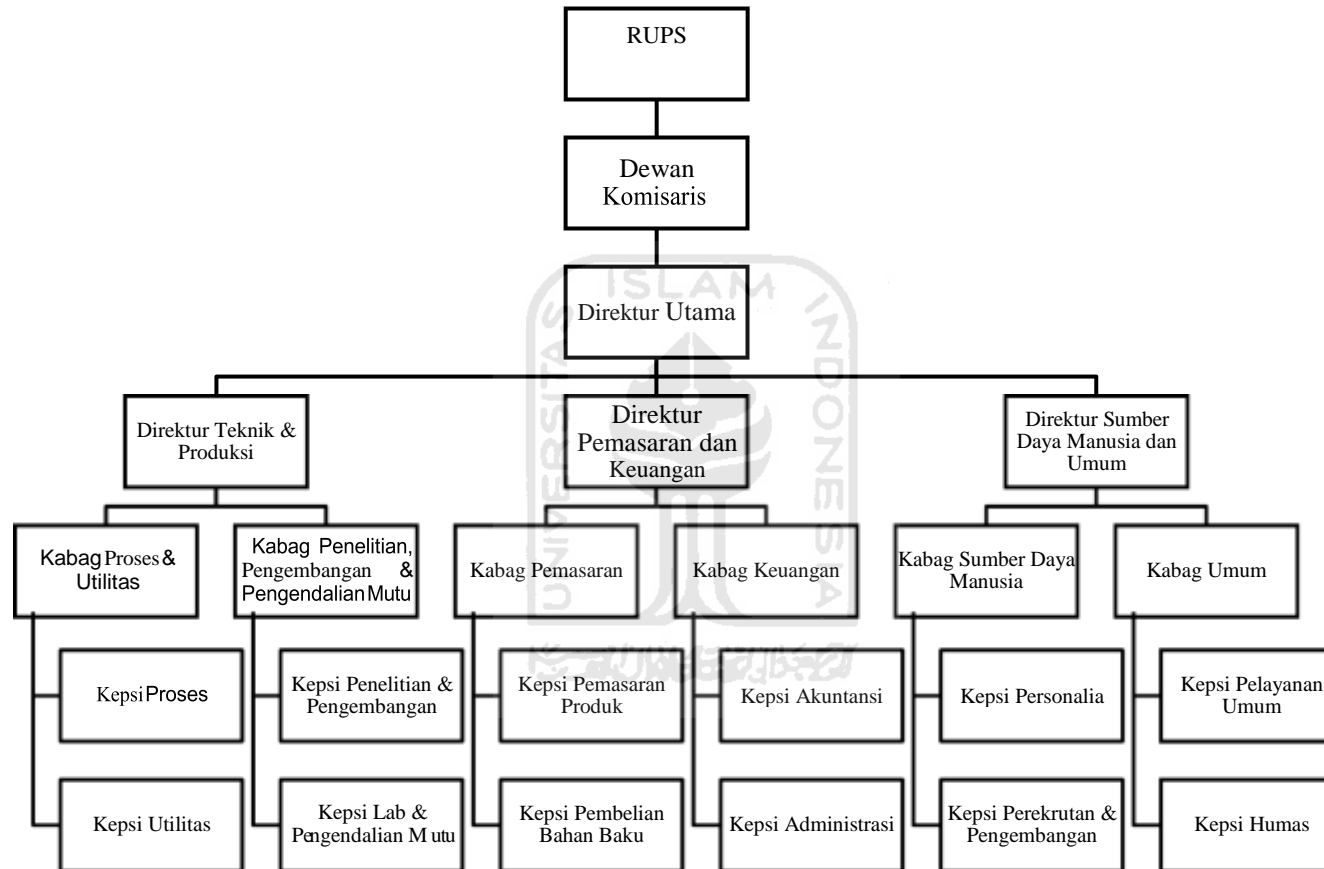 RUPS
Dewan
Komisaris
Direktur Utama
Direktur Teknik &
Produksi
Direktur
Pemasaran dan
Keuangan
Direktur Sumber
Daya Manusia dan
Umum
Kabag Proses &
Utilitas
Kabag Penelitian,
Pengembangan &
Pengendalian Mutu
Kabag Pemasaran
Kabag Keuangan
Kabag Sumber Daya
Manusia
Kabag Umum
Kepsi Proses
Kepsi Penelitian &
Pengembangan
Kepsi Pemasaran
Produk
Kepsi Akuntansi
Kepsi Personalia
Kepsi Pelayanan
Umum
Kepsi Utilitas
Kepsi Lab &
Pengendalian Mutu
Kepsi Pembelian
Bahan Baku
Kepsi Administrasi
Kepsi Perekrutan &
Pengembangan
Kepsi Humas
UNIVERSITAS ISLAM INDONESIA